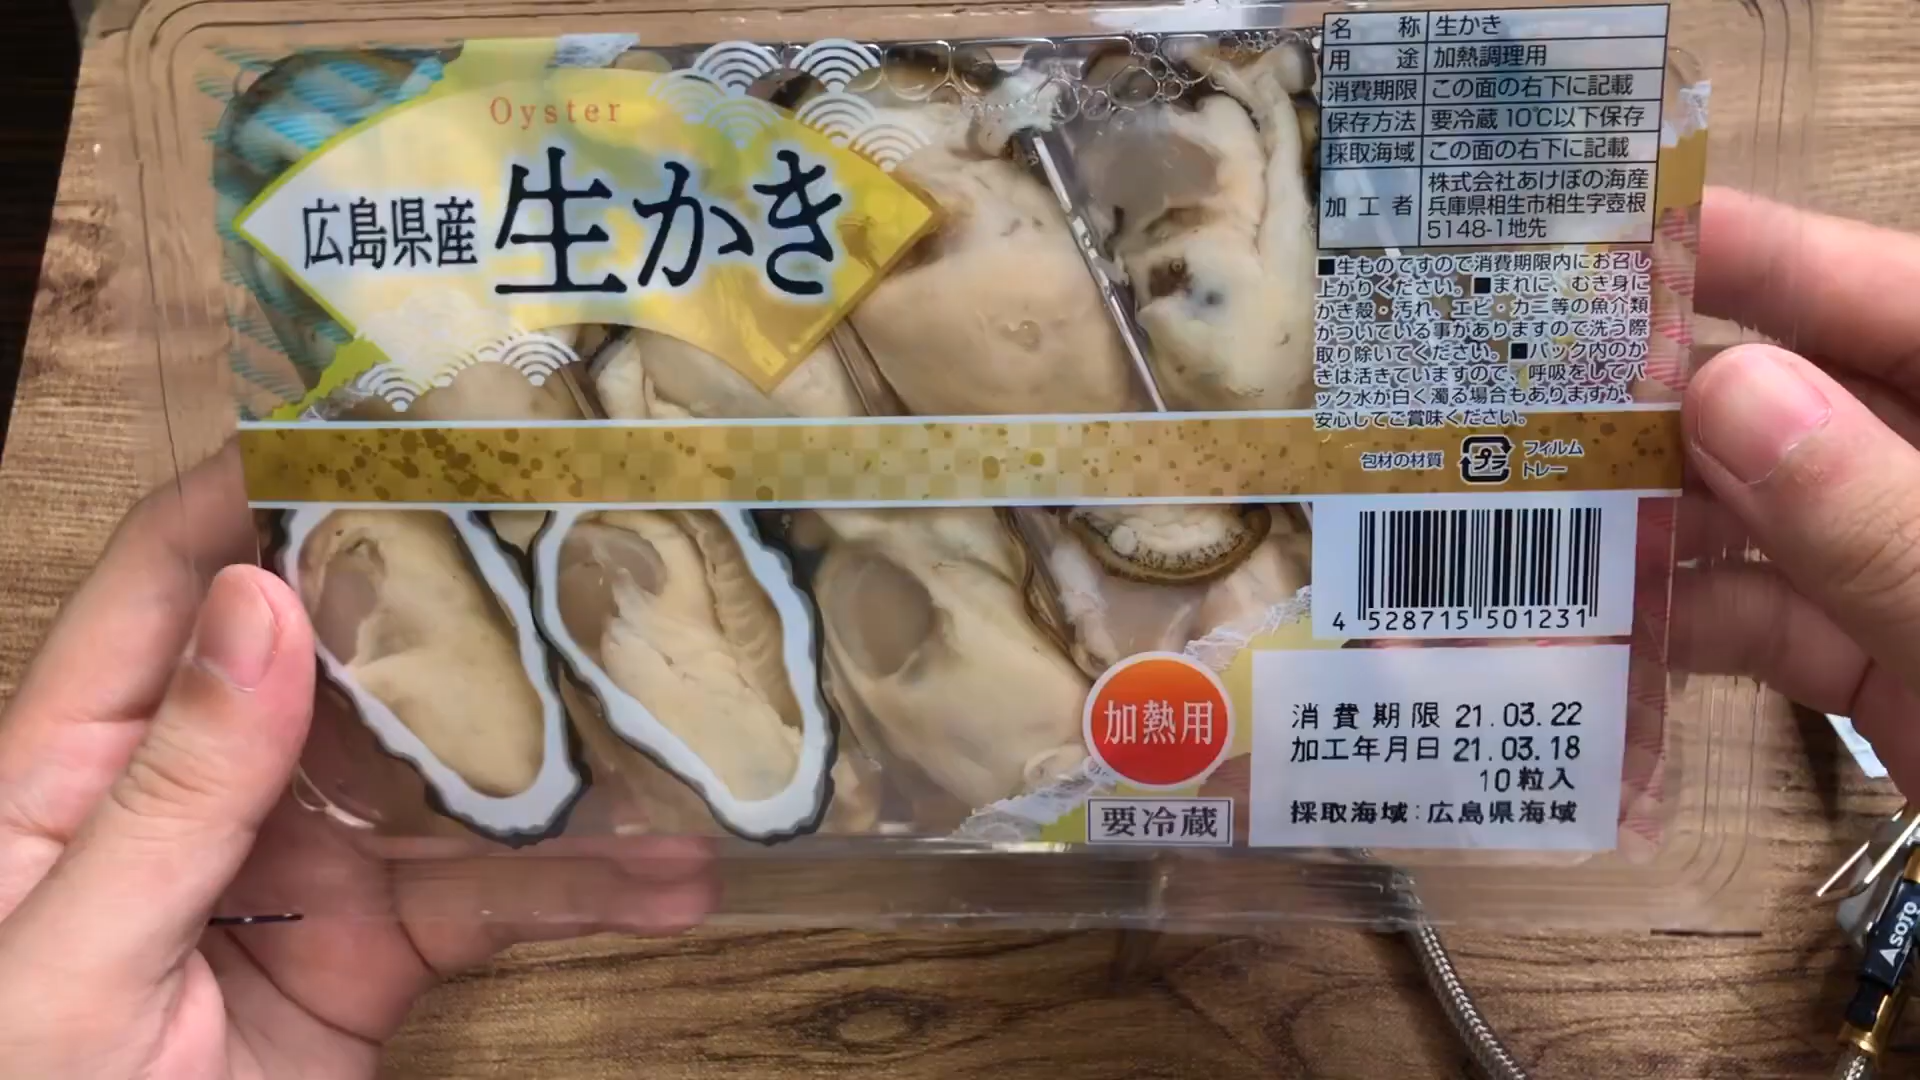 Oyster
広島県産 生かき
名称 生かき
用途 加熱調理用
消費期限 この面の右下に記載
保存方法 要冷蔵10℃以下保存
採取海域 この面の右下に記載
加工者 株式会社あけぼの海産
兵庫県相生市相生字壺根
5148-1地先
■生ものですので消費期限内にお召し
上がりください。■まれに、むき身に
かき殻・汚れ、エビ・カニ等の魚介類
がついている事がありますので洗う際
取り除いてください。■パック内のか
きは活きていますので、呼吸をしてパ
ック水が白く濁る場合もありますが、
安心してご賞味ください。
包材の材質 プラ フィルム
トレー
4 528715 501231
加熱用
要冷蔵
消費期限 21.03.22
加工年月日 21.03.18
10粒入
採取海域:広島県海域
SOTO